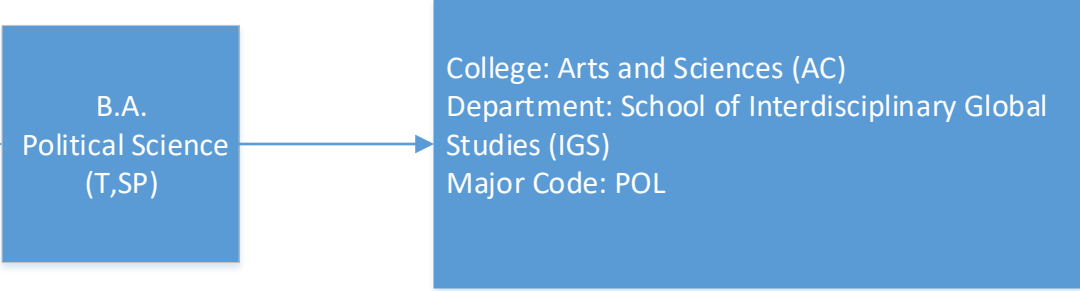 B.A.
Political Science
(T,SP)
College: Arts and Sciences (AC)
Department: School of Interdisciplinary Global
Studies (IGS)
Major Code: POL